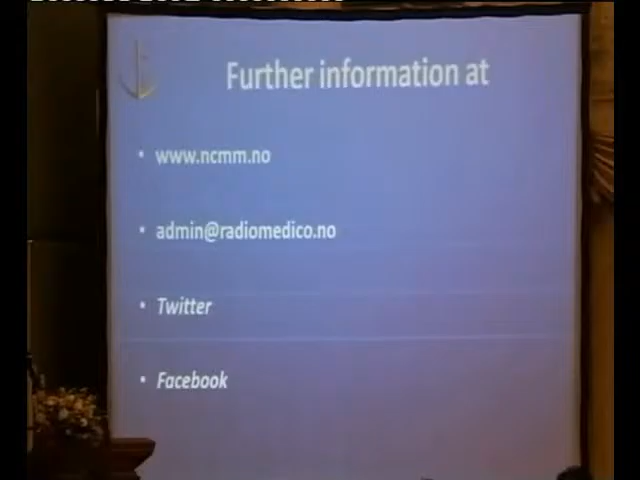 Further information at
• www.ncmm.no
• admin@radiomedico.no
• Twitter
• Facebook